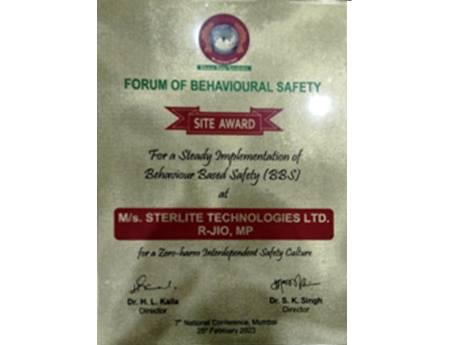 FORUM OF BEHAVIOURAL SAFETY
SITE AWARD
For a Steady Implementation of
Behaviour Based Safety (BBS)
at
M/s. STERLITE TECHNOLOGIES LTD.
R-JIO, MP
for a Zero-harm Interdependent Safety Culture
Dr. H. L. Kaila
Director
Dr. S. K. Singh
Director
7th National Conference, Mumbai
28th February 2023